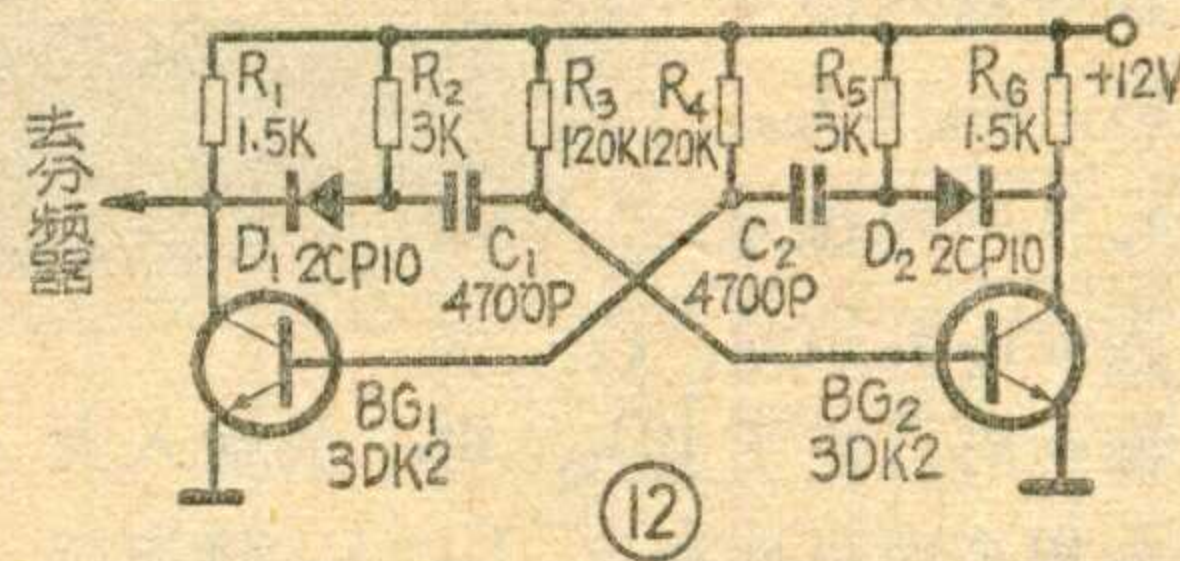 R1
1.5K
R2
3K
R3
120K
R4
120K
R5
3K
R6
1.5K
+12V
去分频器
D1 2CP10
C1
4700P
C2
4700P
D2 2CP10
BG1
3DK2
BG2
3DK2
12